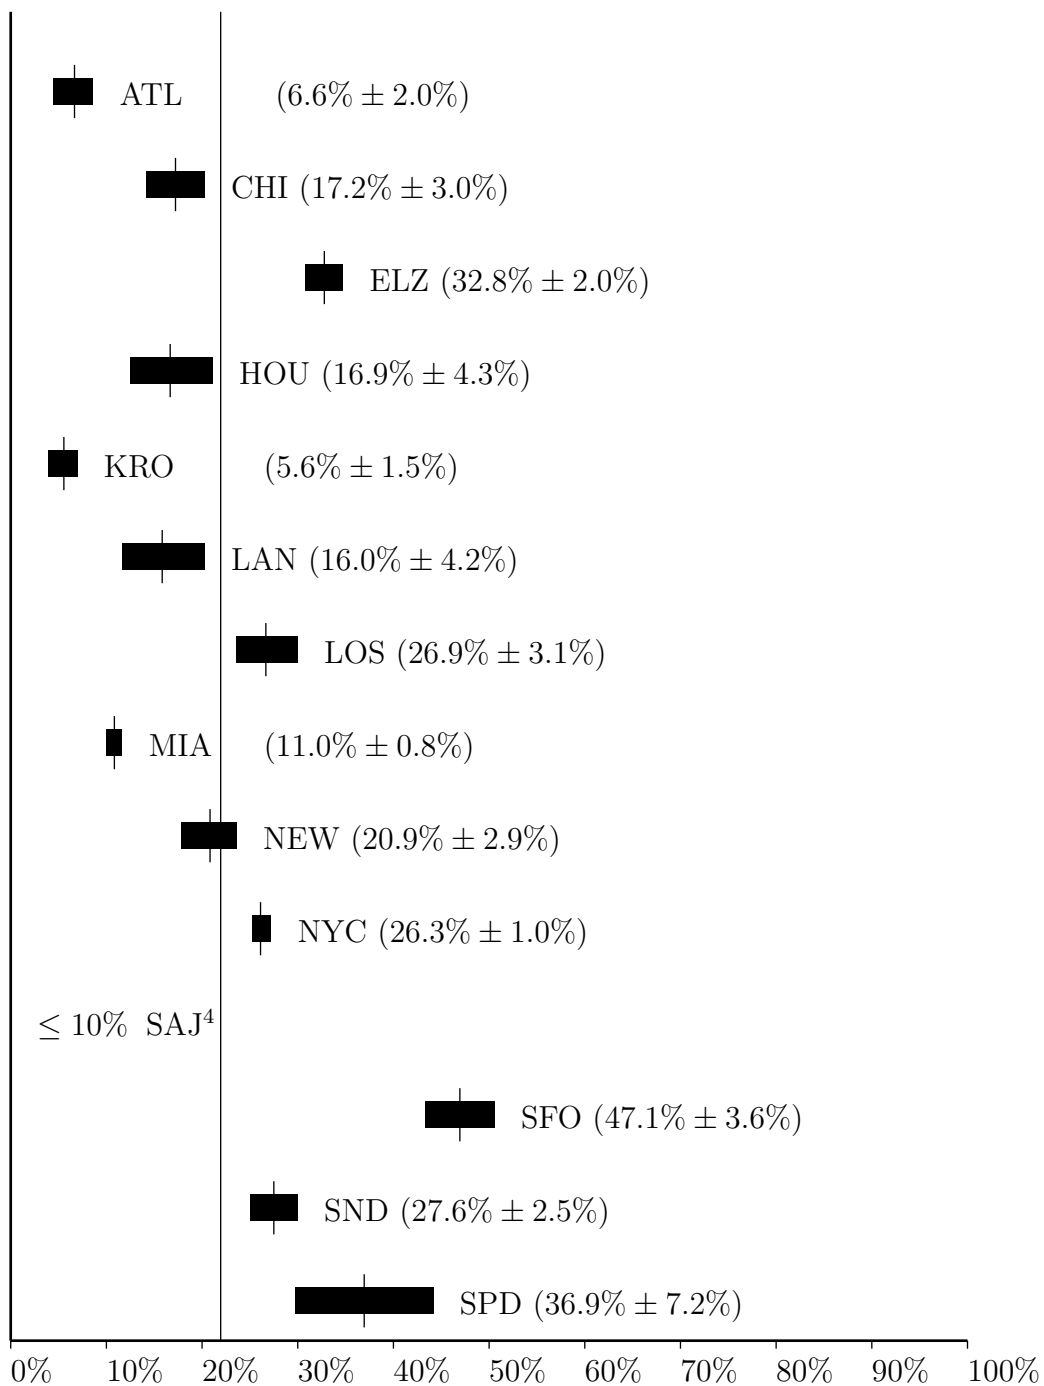 ATL (6.6% ± 2.0%)
CHI (17.2% ± 3.0%)
ELZ (32.8% ± 2.0%)
HOU (16.9% ± 4.3%)
KRO (5.6% ± 1.5%)
LAN (16.0% ± 4.2%)
LOS (26.9% ± 3.1%)
MIA (11.0% ± 0.8%)
NEW (20.9% ± 2.9%)
NYC (26.3% ± 1.0%)
≤ 10% SAJ⁴
SFO (47.1% ± 3.6%)
SND (27.6% ± 2.5%)
SPD (36.9% ± 7.2%)
0% 10% 20% 30% 40% 50% 60% 70% 80% 90% 100%